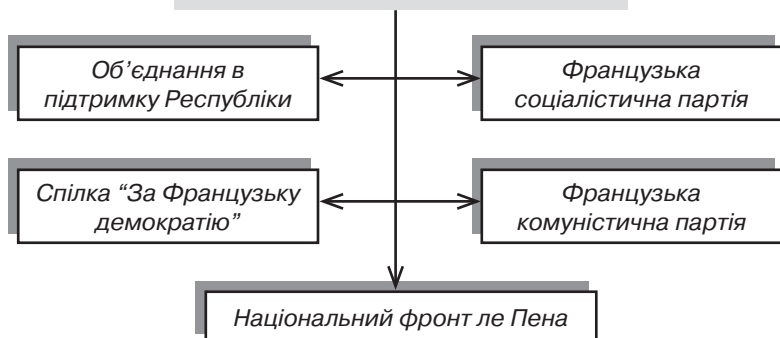 Об’єднання в
підтримку Республіки
Французька
соціалістична партія
Спілка “За Французьку
демократію”
Французька
комуністична партія
Національний фронт ле Пена